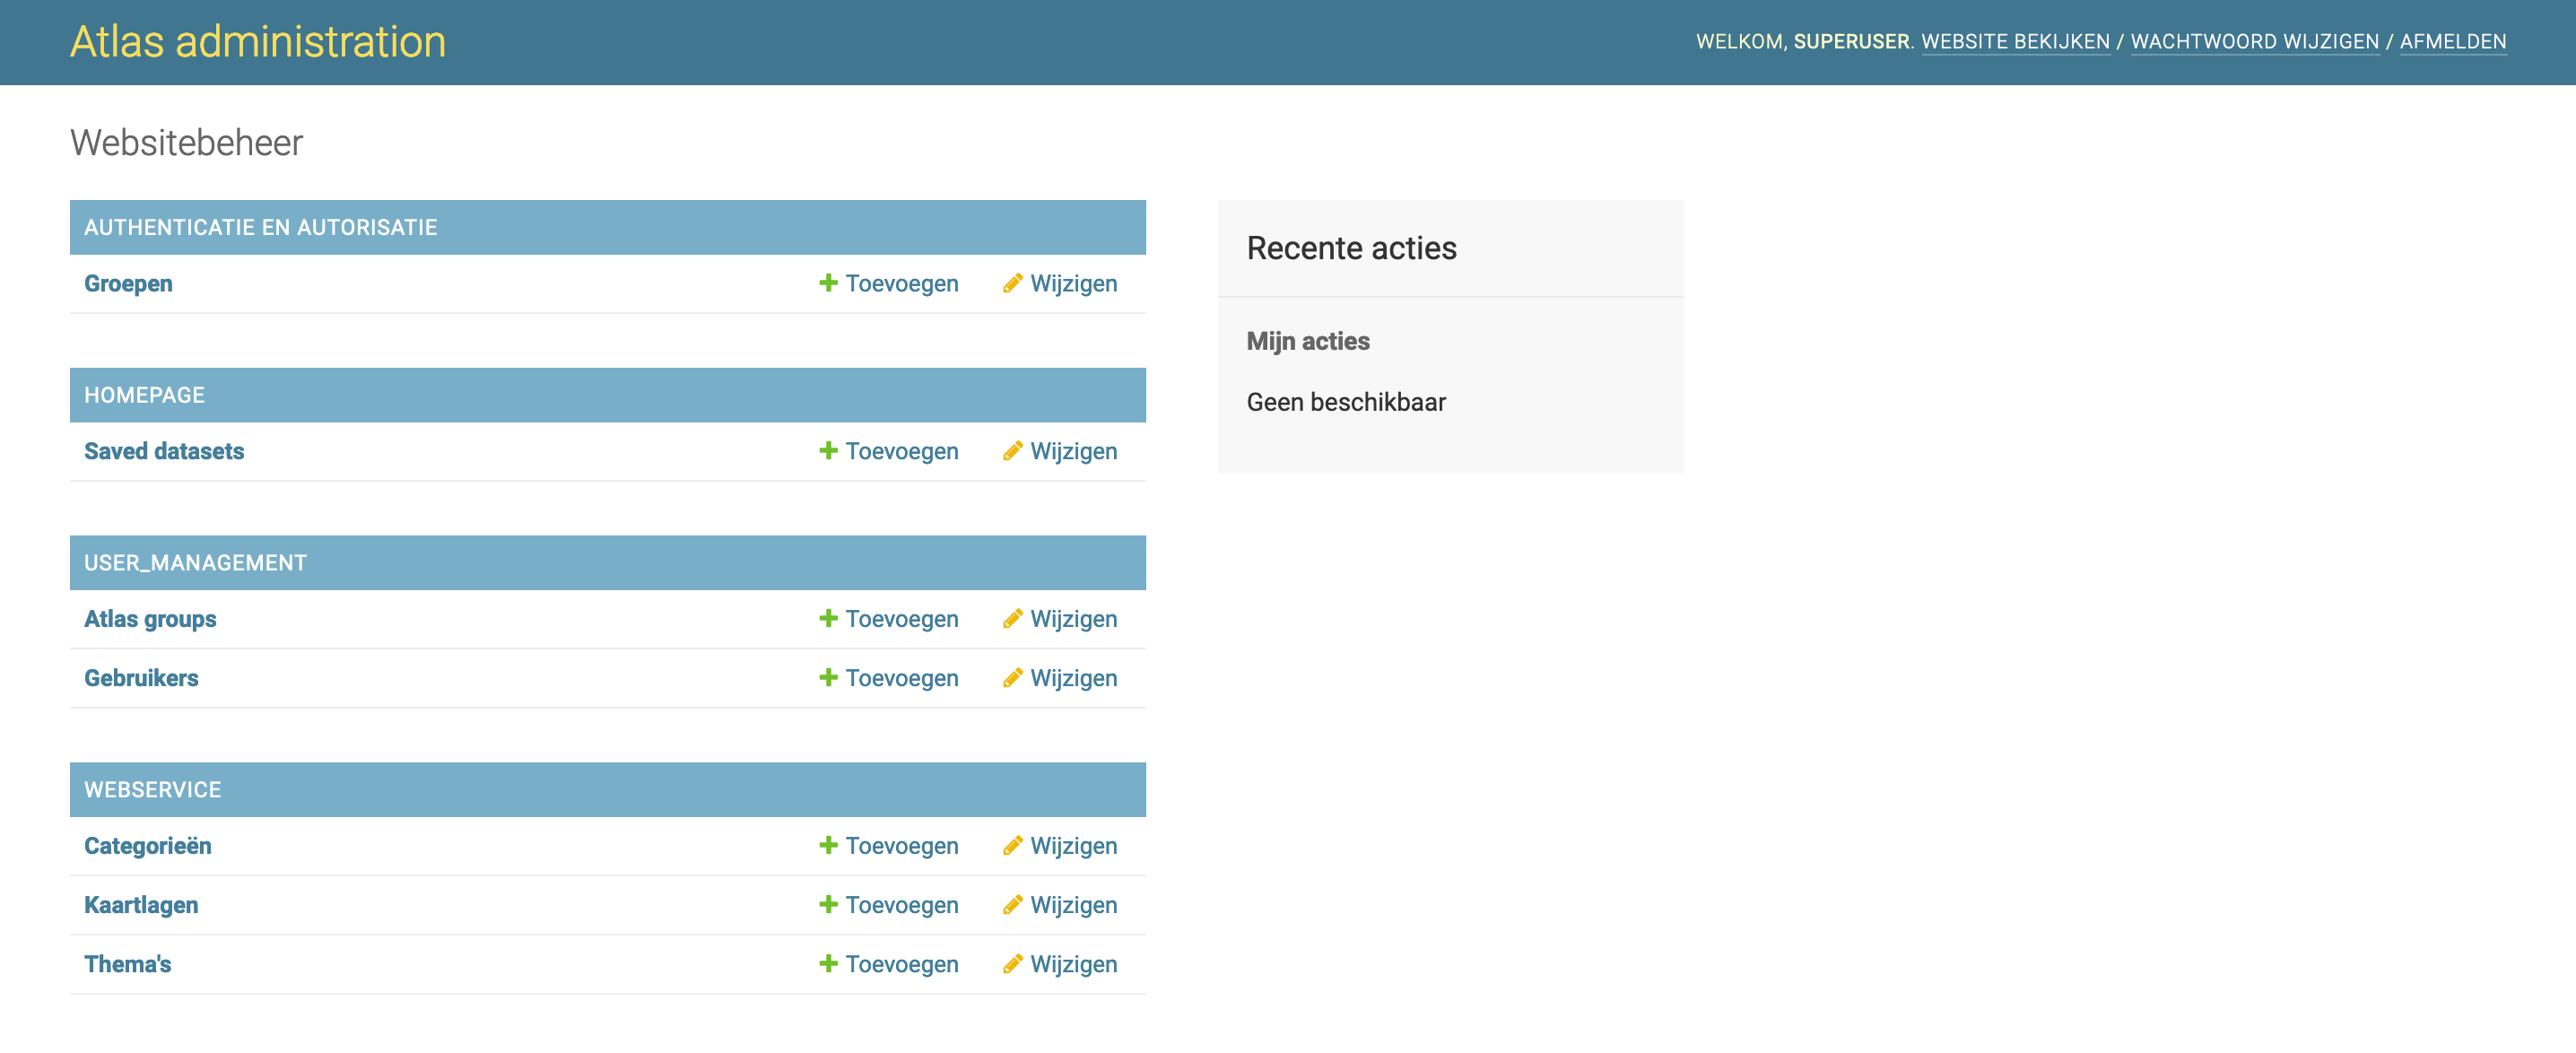 Atlas administration
WELKOM, SUPERUSER. WEBSITE BEKIJKEN / WACHTWOORD WIJZIGEN / AFMELDEN
Websitebeheer
AUTHENTICATIE EN AUTORISATIE
Groepen Toevoegen Wijzigen
HOMEPAGE
Saved datasets Toevoegen Wijzigen
USER_MANAGEMENT
Atlas groups Toevoegen Wijzigen
Gebruikers Toevoegen Wijzigen
WEBSERVICE
Categorieën Toevoegen Wijzigen
Kaartlagen Toevoegen Wijzigen
Thema's Toevoegen Wijzigen
Recente acties
Mijn acties
Geen beschikbaar